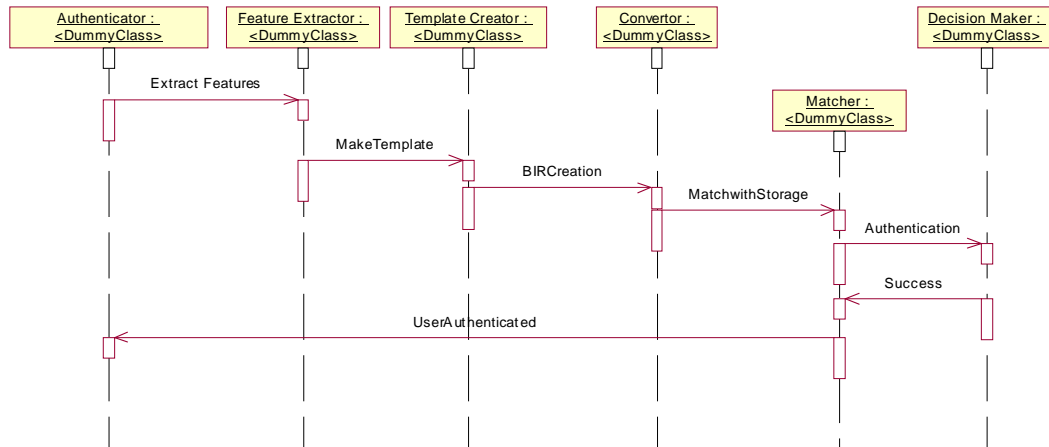 Authenticator :
<DummyClass>
Feature Extractor :
<DummyClass>
Template Creator :
<DummyClass>
Convertor :
<DummyClass>
Decision Maker :
<DummyClass>
Matcher :
<DummyClass>
Extract Features
MakeTemplate
BIRCreation
MatchwithStorage
Authentication
Success
UserAuthenticated